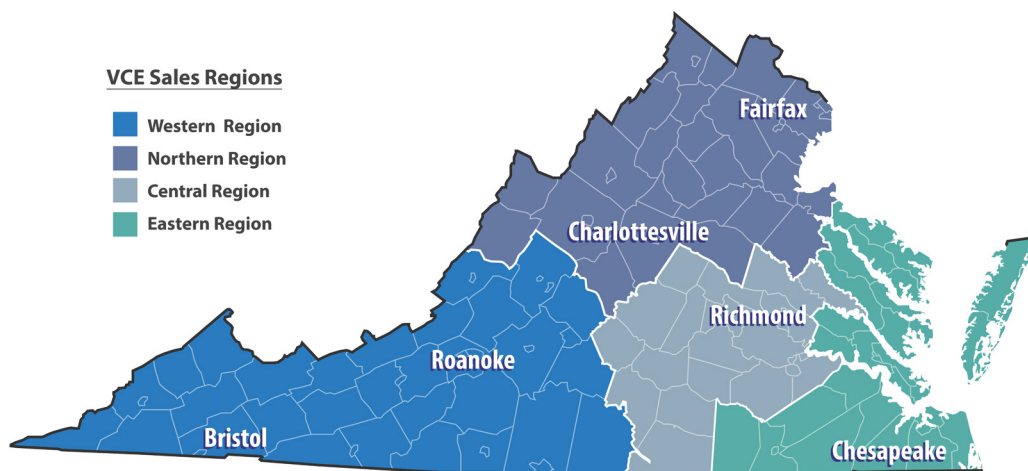 VCE Sales Regions
Western Region
Northern Region
Central Region
Eastern Region
Fairfax
Charlottesville
Richmond
Roanoke
Bristol
Chesapeake